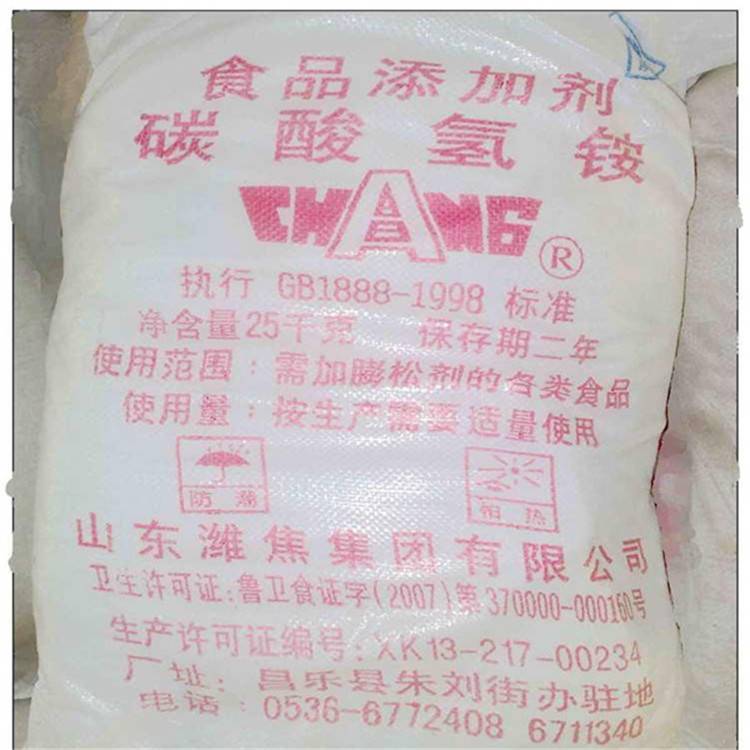 食品添加剂
碳酸氢铵
CHANG ®
执行 GB1888-1998 标准
净含量25千克 保存期二年
使用范围：需加膨松剂的各类食品
使用量：按生产需要适量使用
防潮 怕热
山东潍焦集团有限公司
卫生许可证:鲁卫食证字(2007)第370000-000160号
生产许可证编号:XK13-217-00234
厂址：昌乐县朱刘街办驻地
电话：0536-6772408 6711340